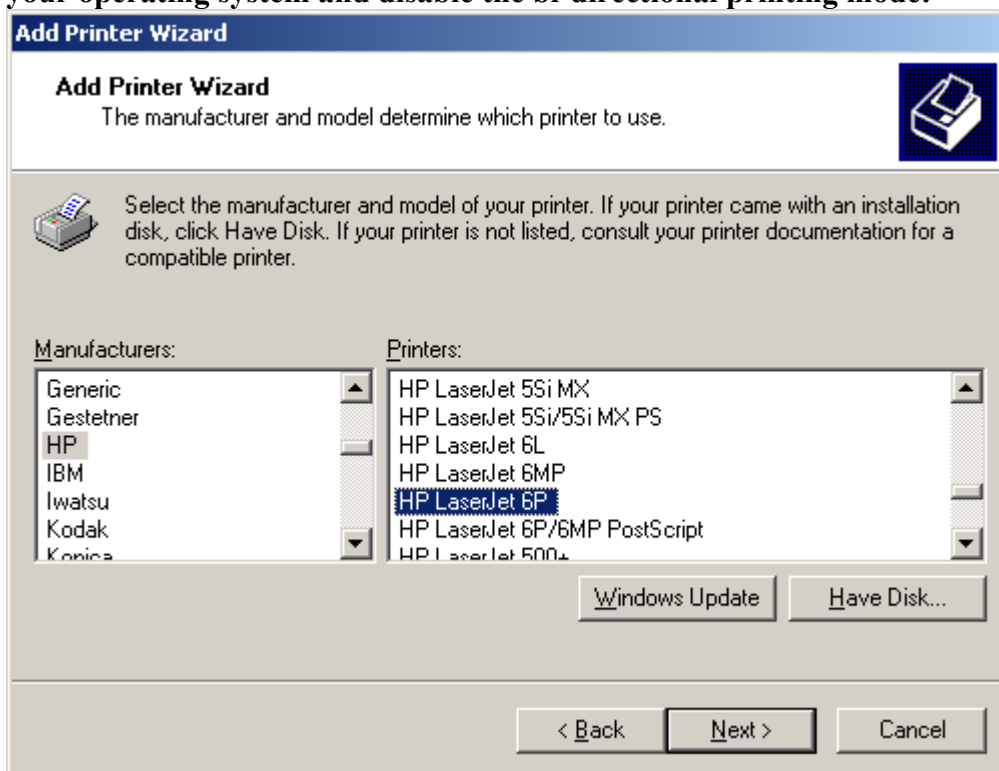 your operating system and disable the bi-directional printing mode.
Add Printer Wizard
Add Printer Wizard
The manufacturer and model determine which printer to use.
Select the manufacturer and model of your printer. If your printer came with an installation
disk, click Have Disk. If your printer is not listed, consult your printer documentation for a
compatible printer.
Manufacturers:
Generic
Gestetner
HP
IBM
Iwatsu
Kodak
Konica
Printers:
HP LaserJet 5Si MX
HP LaserJet 5Si/5Si MX PS
HP LaserJet 6L
HP LaserJet 6MP
HP LaserJet 6P
HP LaserJet 6P/6MP PostScript
HP LaserJet 500+
Windows Update
Have Disk...
< Back
Next >
Cancel